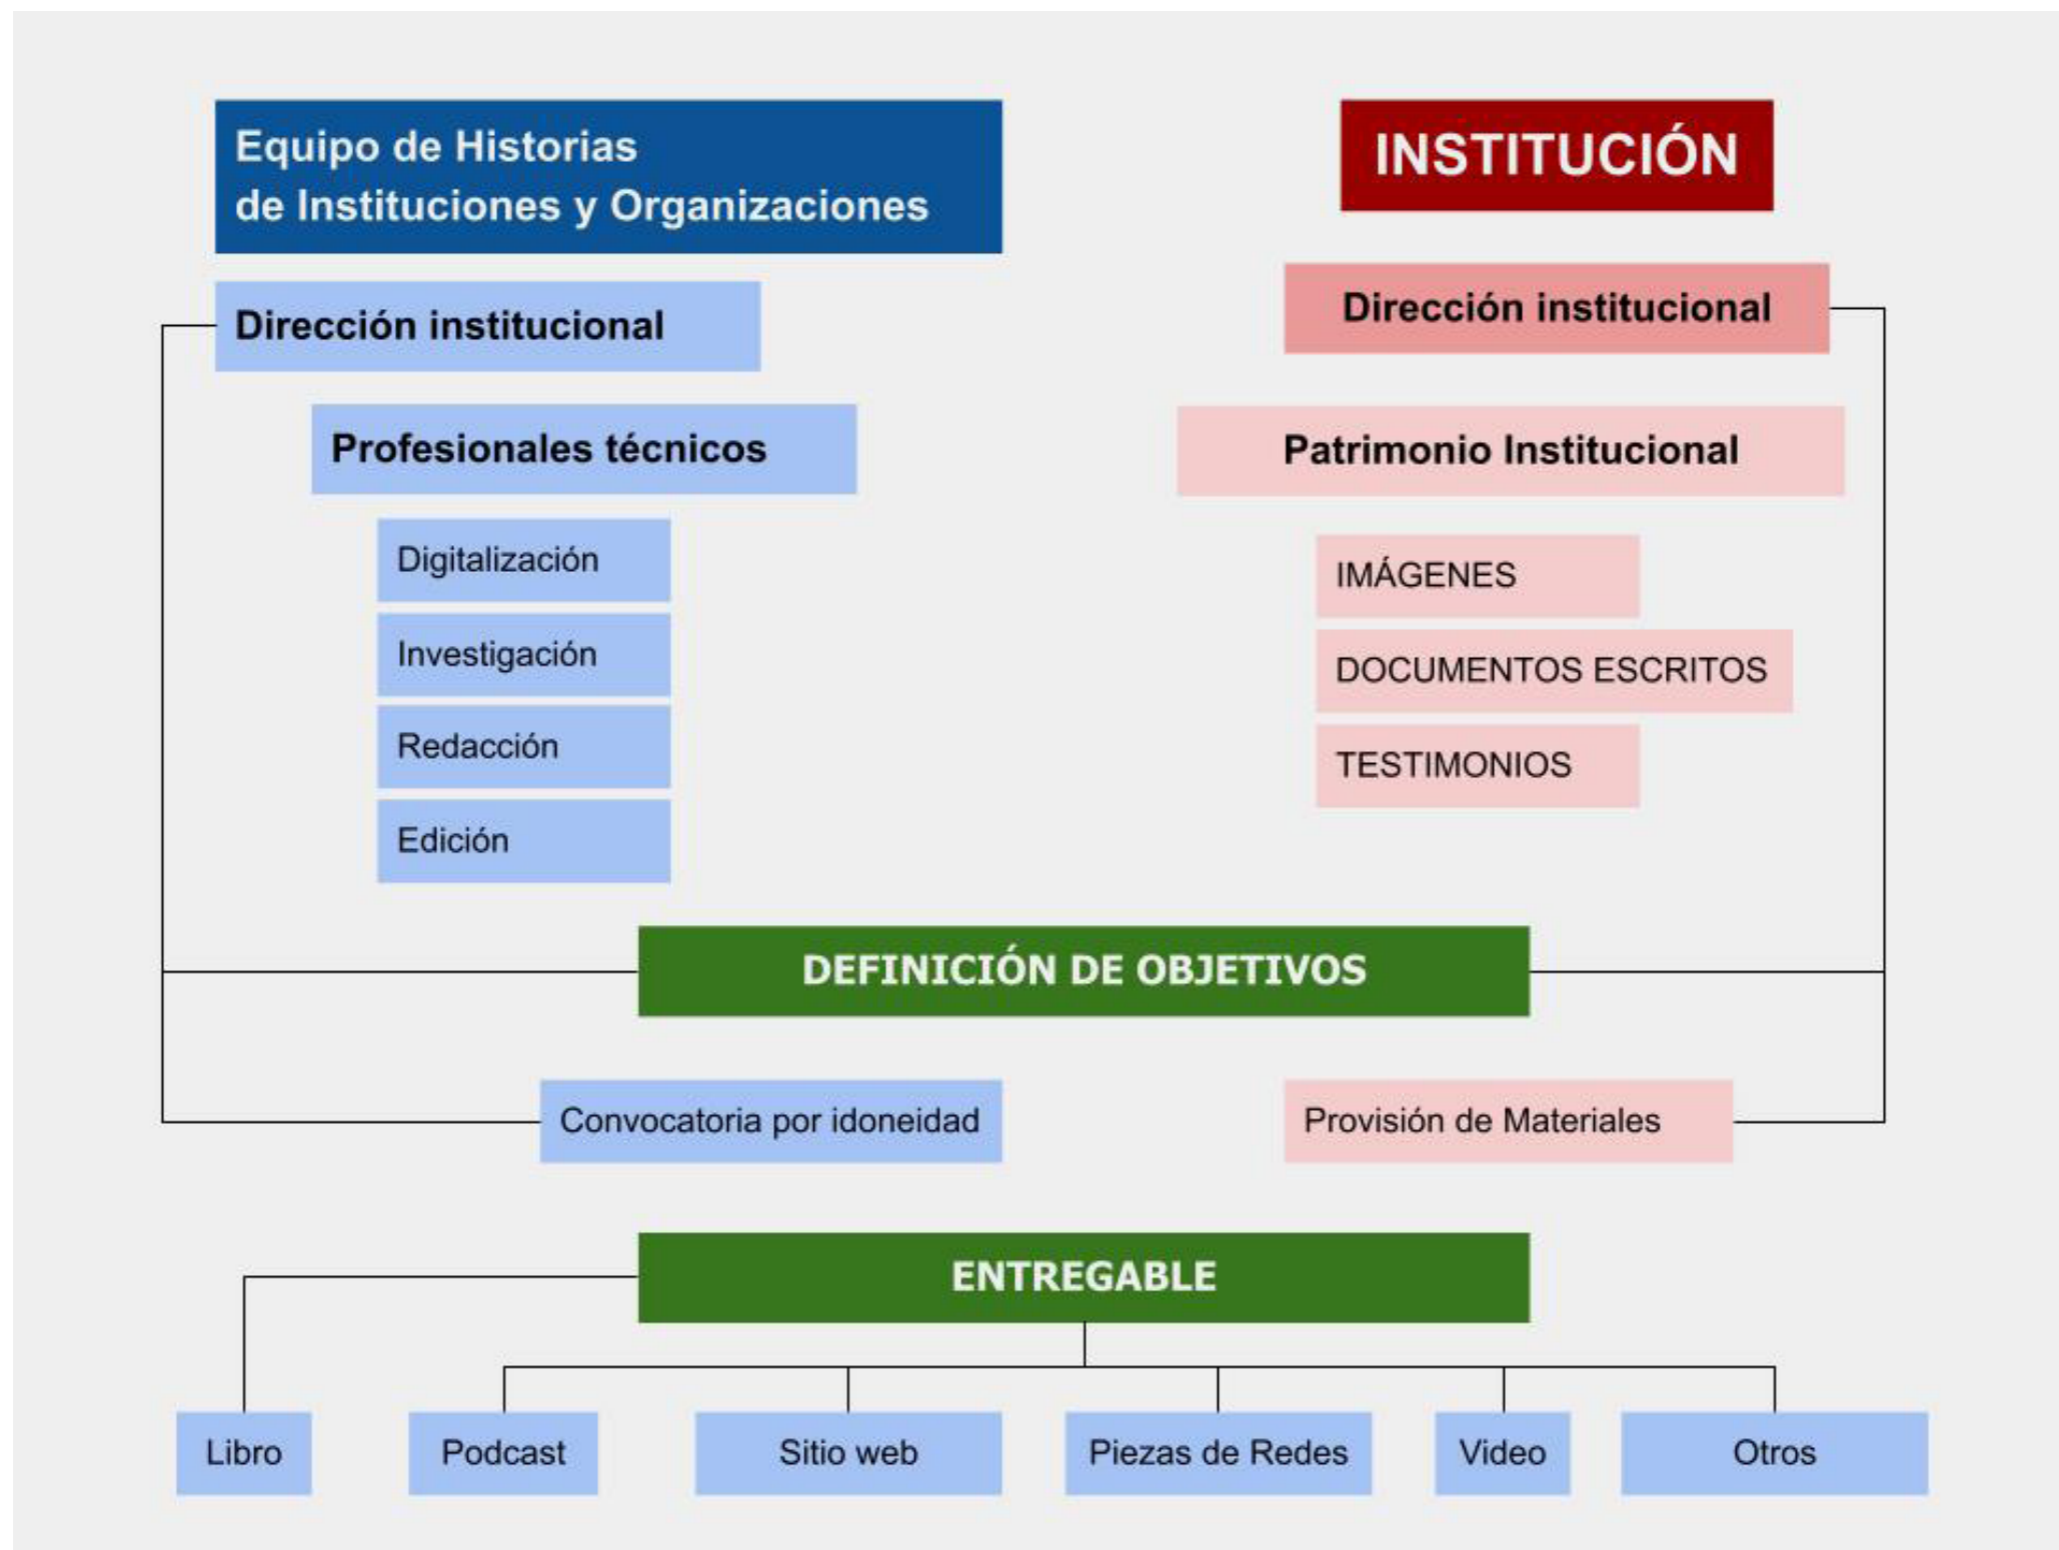 Equipo de Historias
de Instituciones y Organizaciones
Dirección institucional
Profesionales técnicos
Digitalización
Investigación
Redacción
Edición
INSTITUCIÓN
Dirección institucional
Patrimonio Institucional
IMÁGENES
DOCUMENTOS ESCRITOS
TESTIMONIOS
DEFINICIÓN DE OBJETIVOS
Convocatoria por idoneidad
Provisión de Materiales
ENTREGABLE
Libro
Podcast
Sitio web
Piezas de Redes
Video
Otros